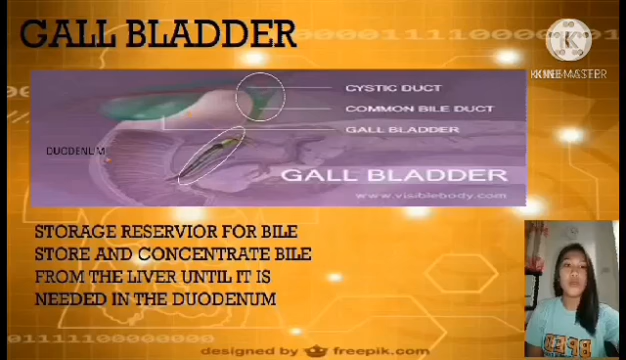 GALL BLADDER
K
KINEMASTER
CYSTIC DUCT
COMMON BILE DUCT
GALL BLADDER
DUODENUM
GALL BLADDER
www.visiblebody.com
STORAGE RESERVIOR FOR BILE
STORE AND CONCENTRATE BILE
FROM THE LIVER UNTIL IT IS
NEEDED IN THE DUODENUM
designed by freepik.com